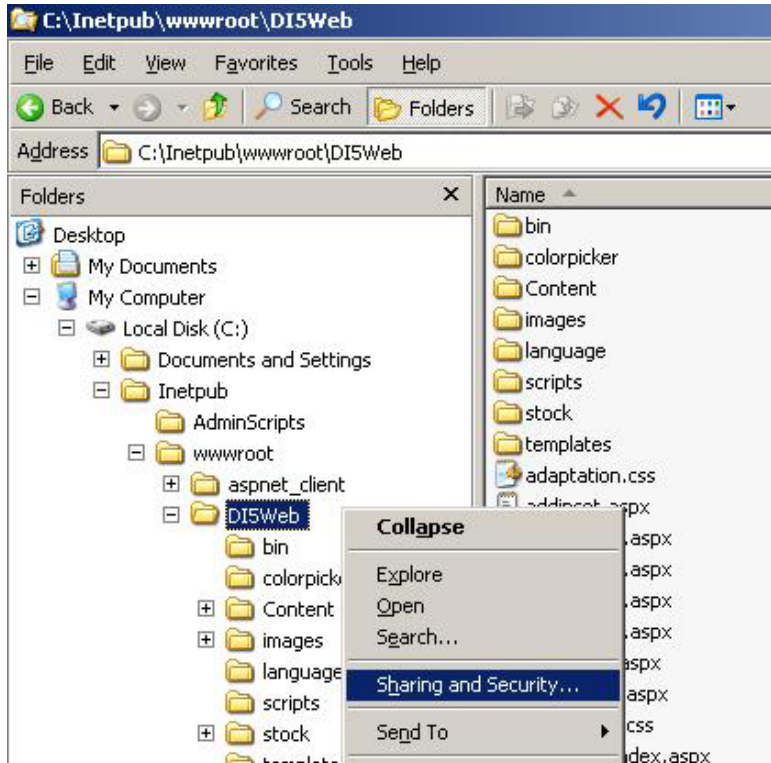 C:\Inetpub\wwwroot\DI5Web
File Edit View Favorites Tools Help
Back Search Folders
Address C:\Inetpub\wwwroot\DI5Web
Folders
Desktop
My Documents
My Computer
Local Disk (C:)
Documents and Settings
Inetpub
AdminScripts
wwwroot
aspnet_client
DI5Web
bin
Content
images
language
scripts
stock
Name
bin
colorpicker
Content
images
language
scripts
stock
templates
adaptation.css
.aspx
.aspx
.aspx
.aspx
.aspx
aspx
css
dex.aspx
Collapse
Explore
Open
Search...
Sharing and Security...
Send To